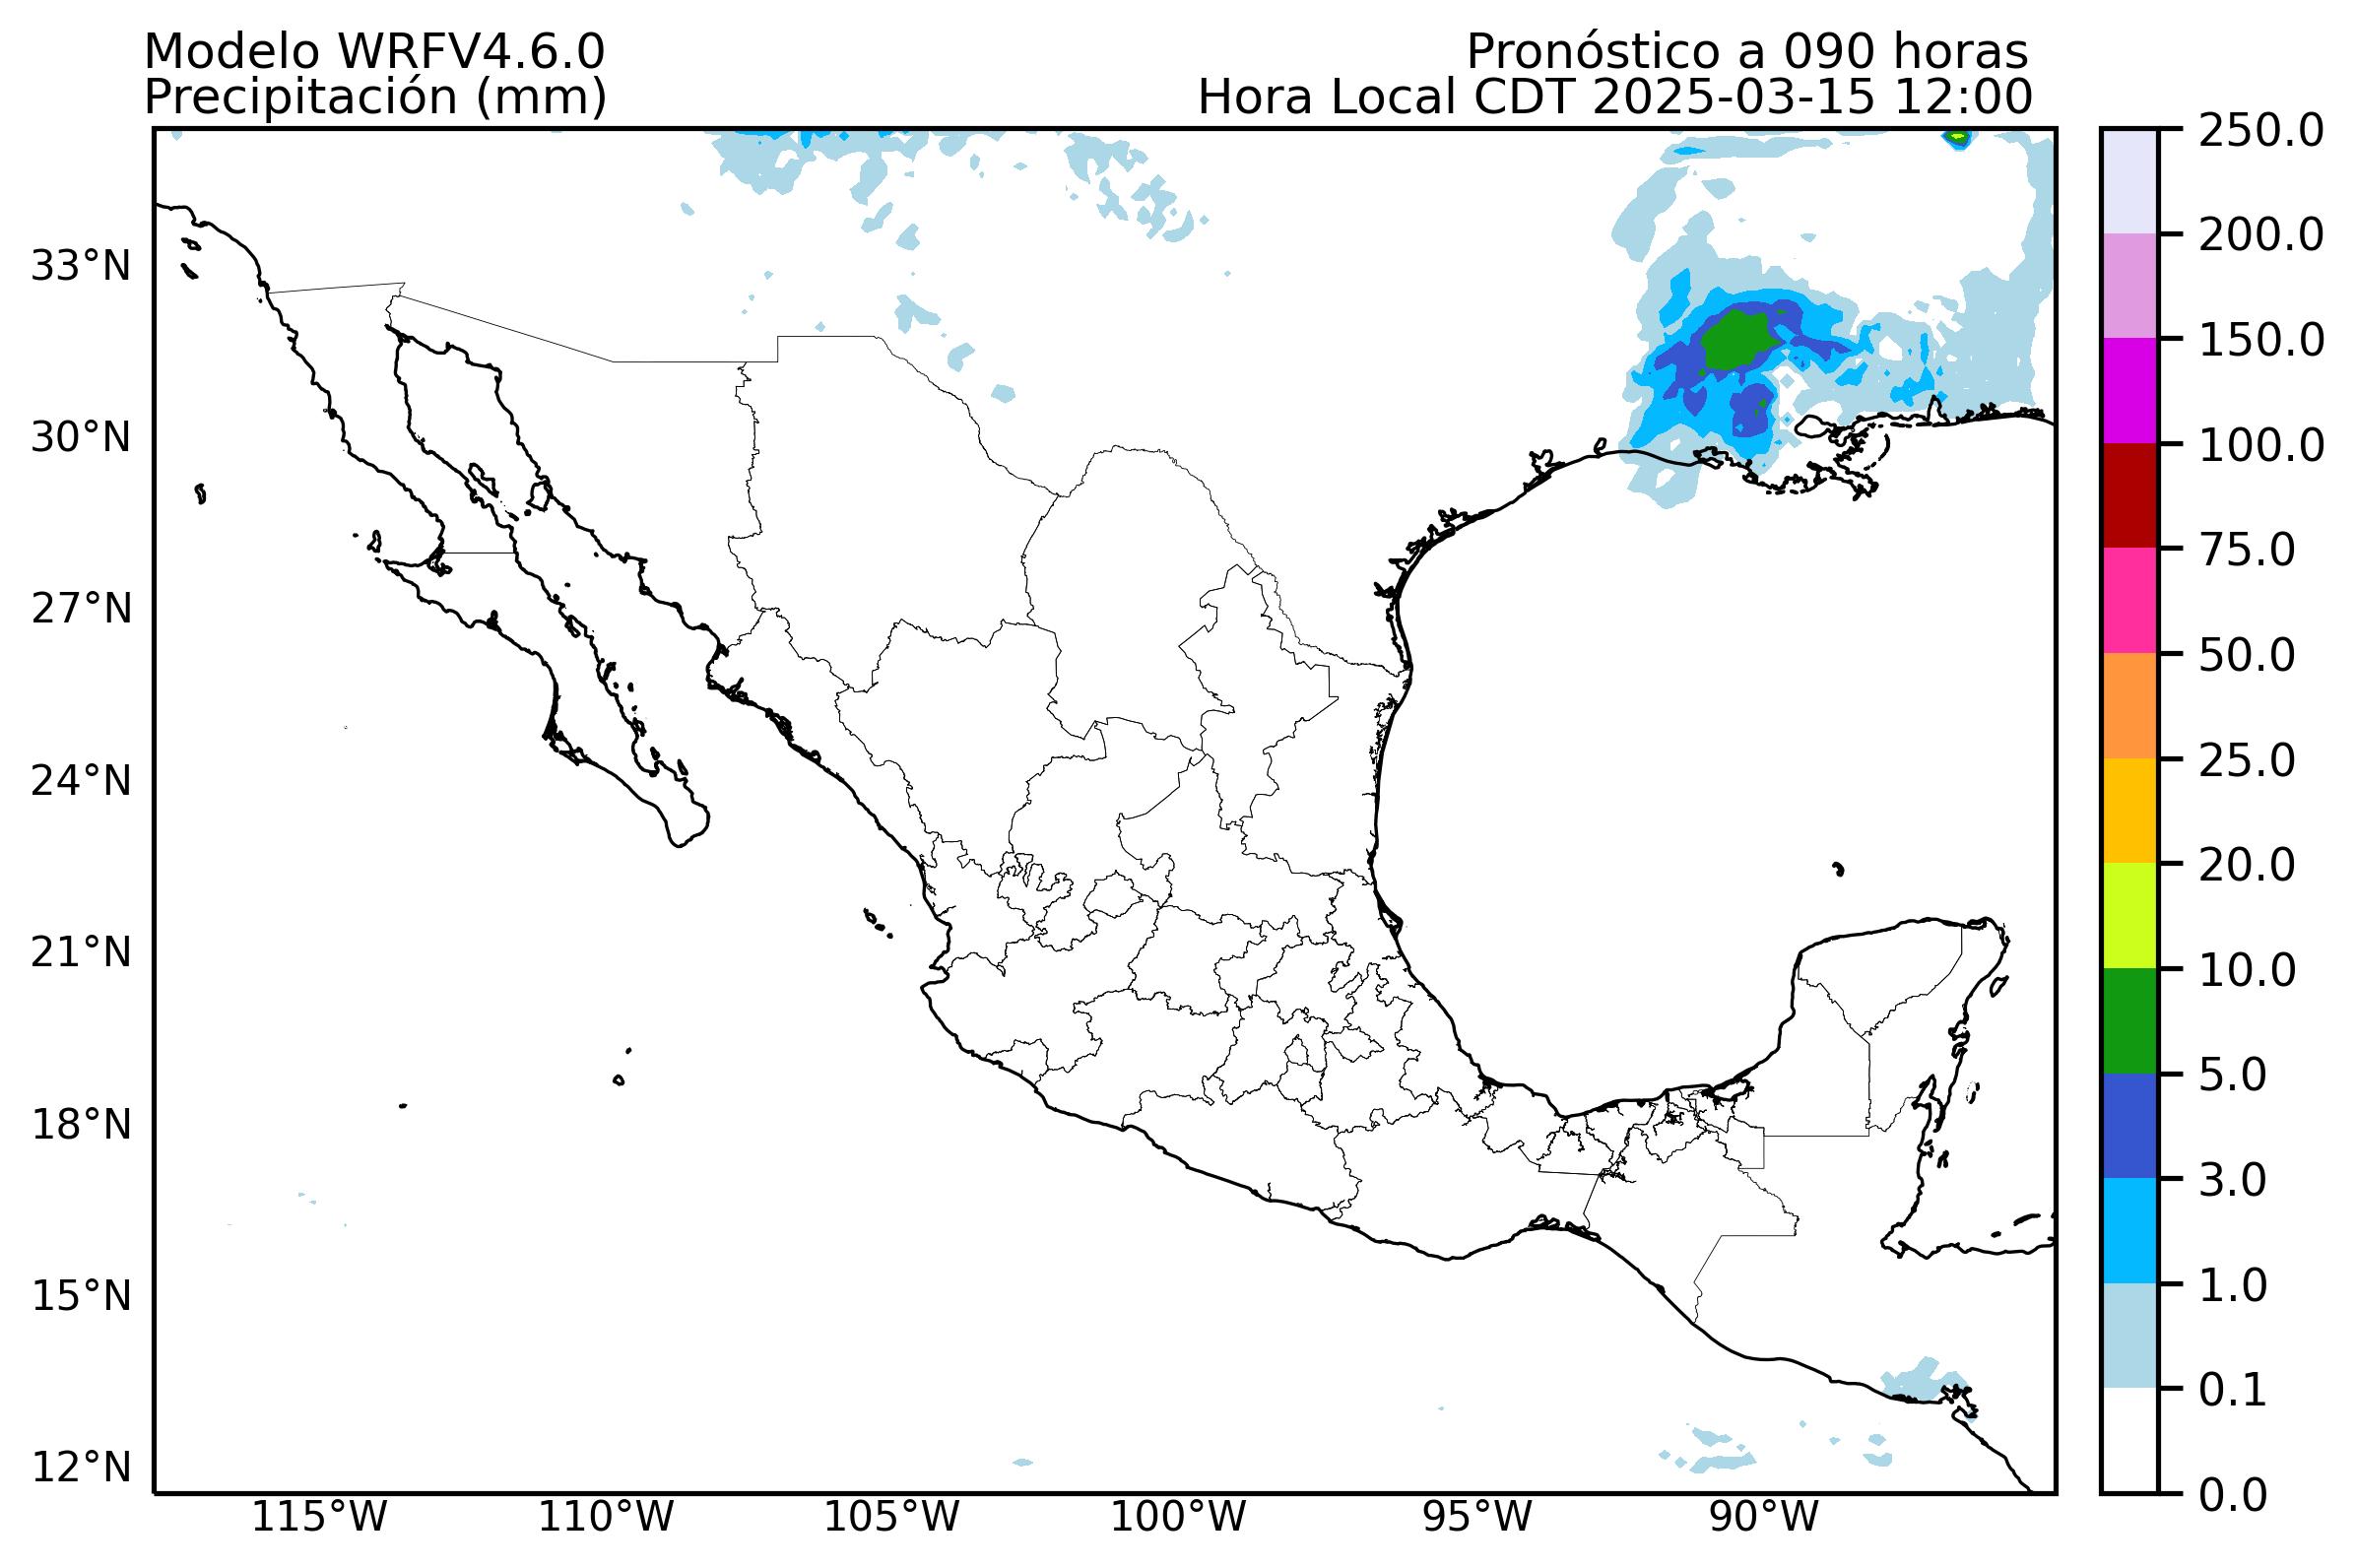 Modelo WRFV4.6.0
Pronóstico a 090 horas
Precipitación (mm)
Hora Local CDT 2025-03-15 12:00
33°N
30°N
27°N
24°N
21°N
18°N
15°N
12°N
115°W
110°W
105°W
100°W
95°W
90°W
250.0
200.0
150.0
100.0
75.0
50.0
25.0
20.0
10.0
5.0
3.0
1.0
0.1
0.0